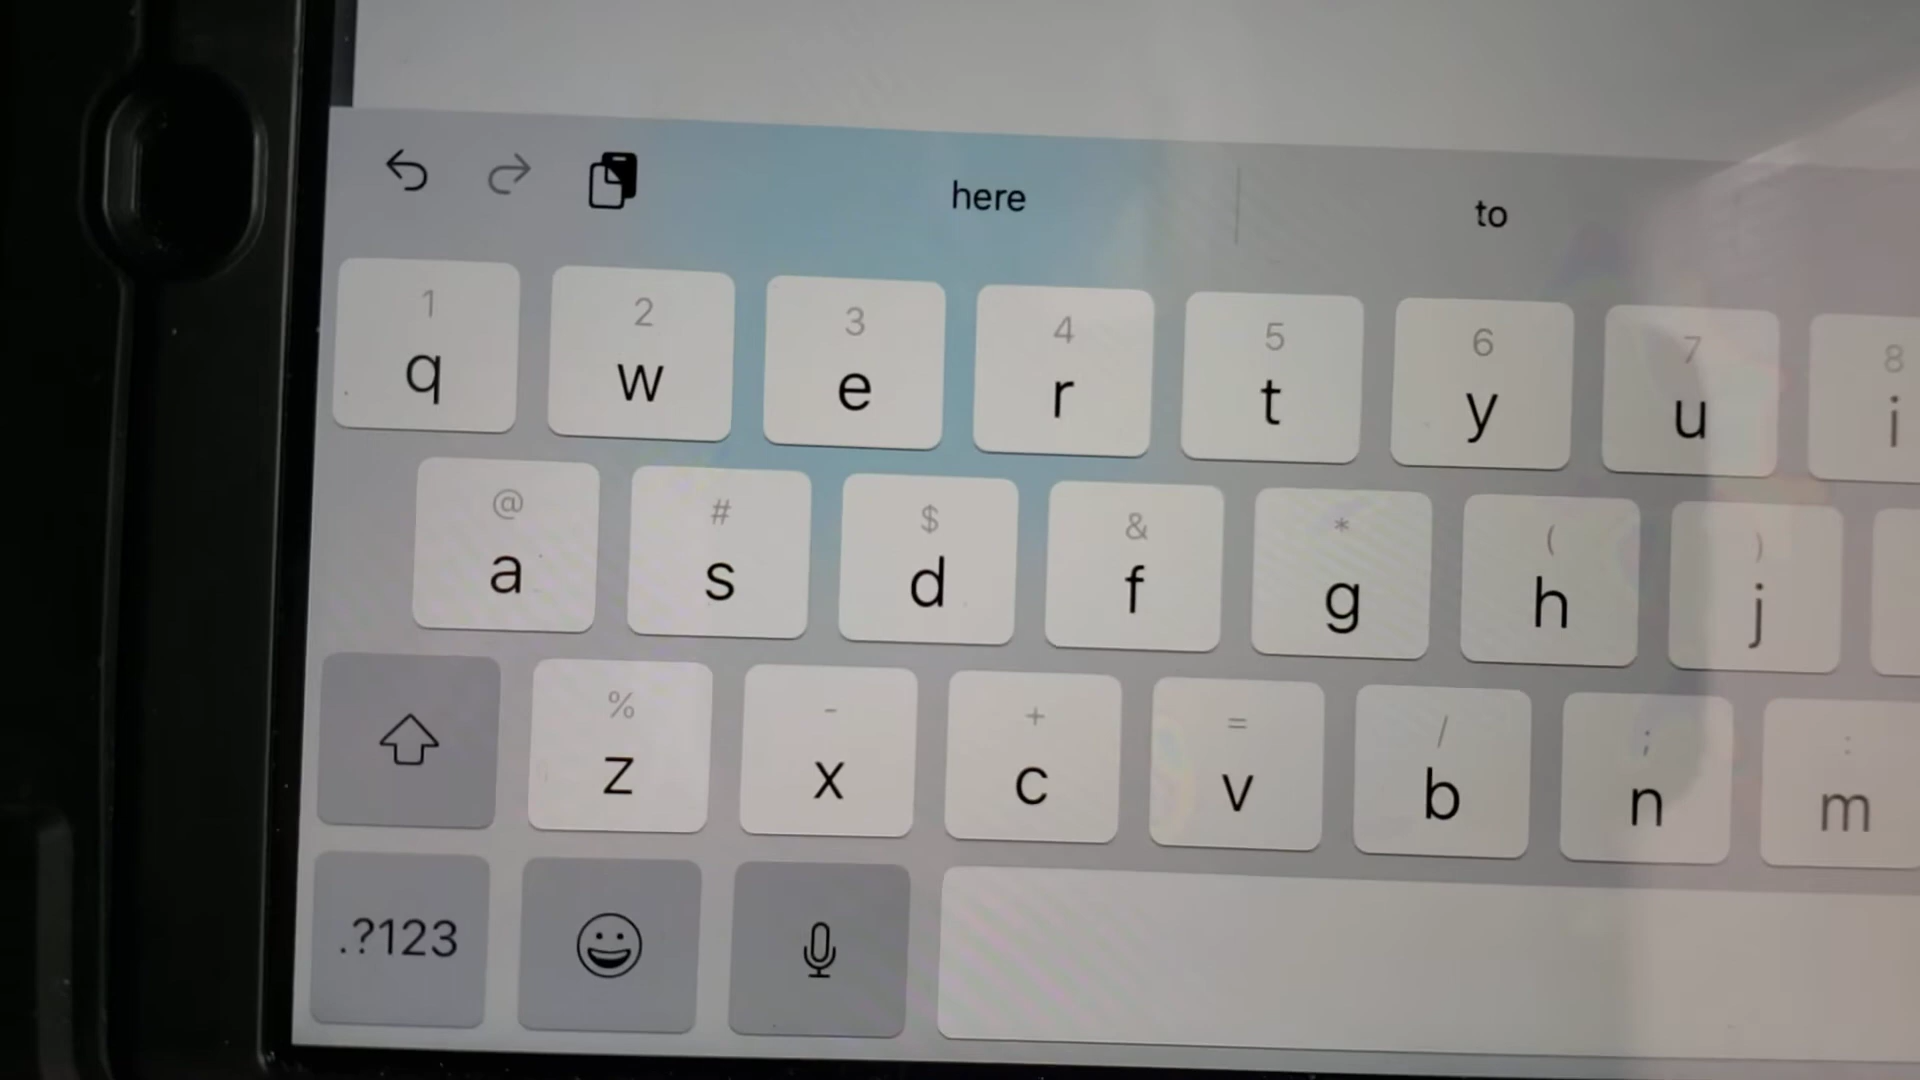 here to
1 2 3 4 5 6 7 8
q w e r t y u i
@ # $ & * ( )
a s d f g h j
% - + = / ; :
z x c v b n m
.?123